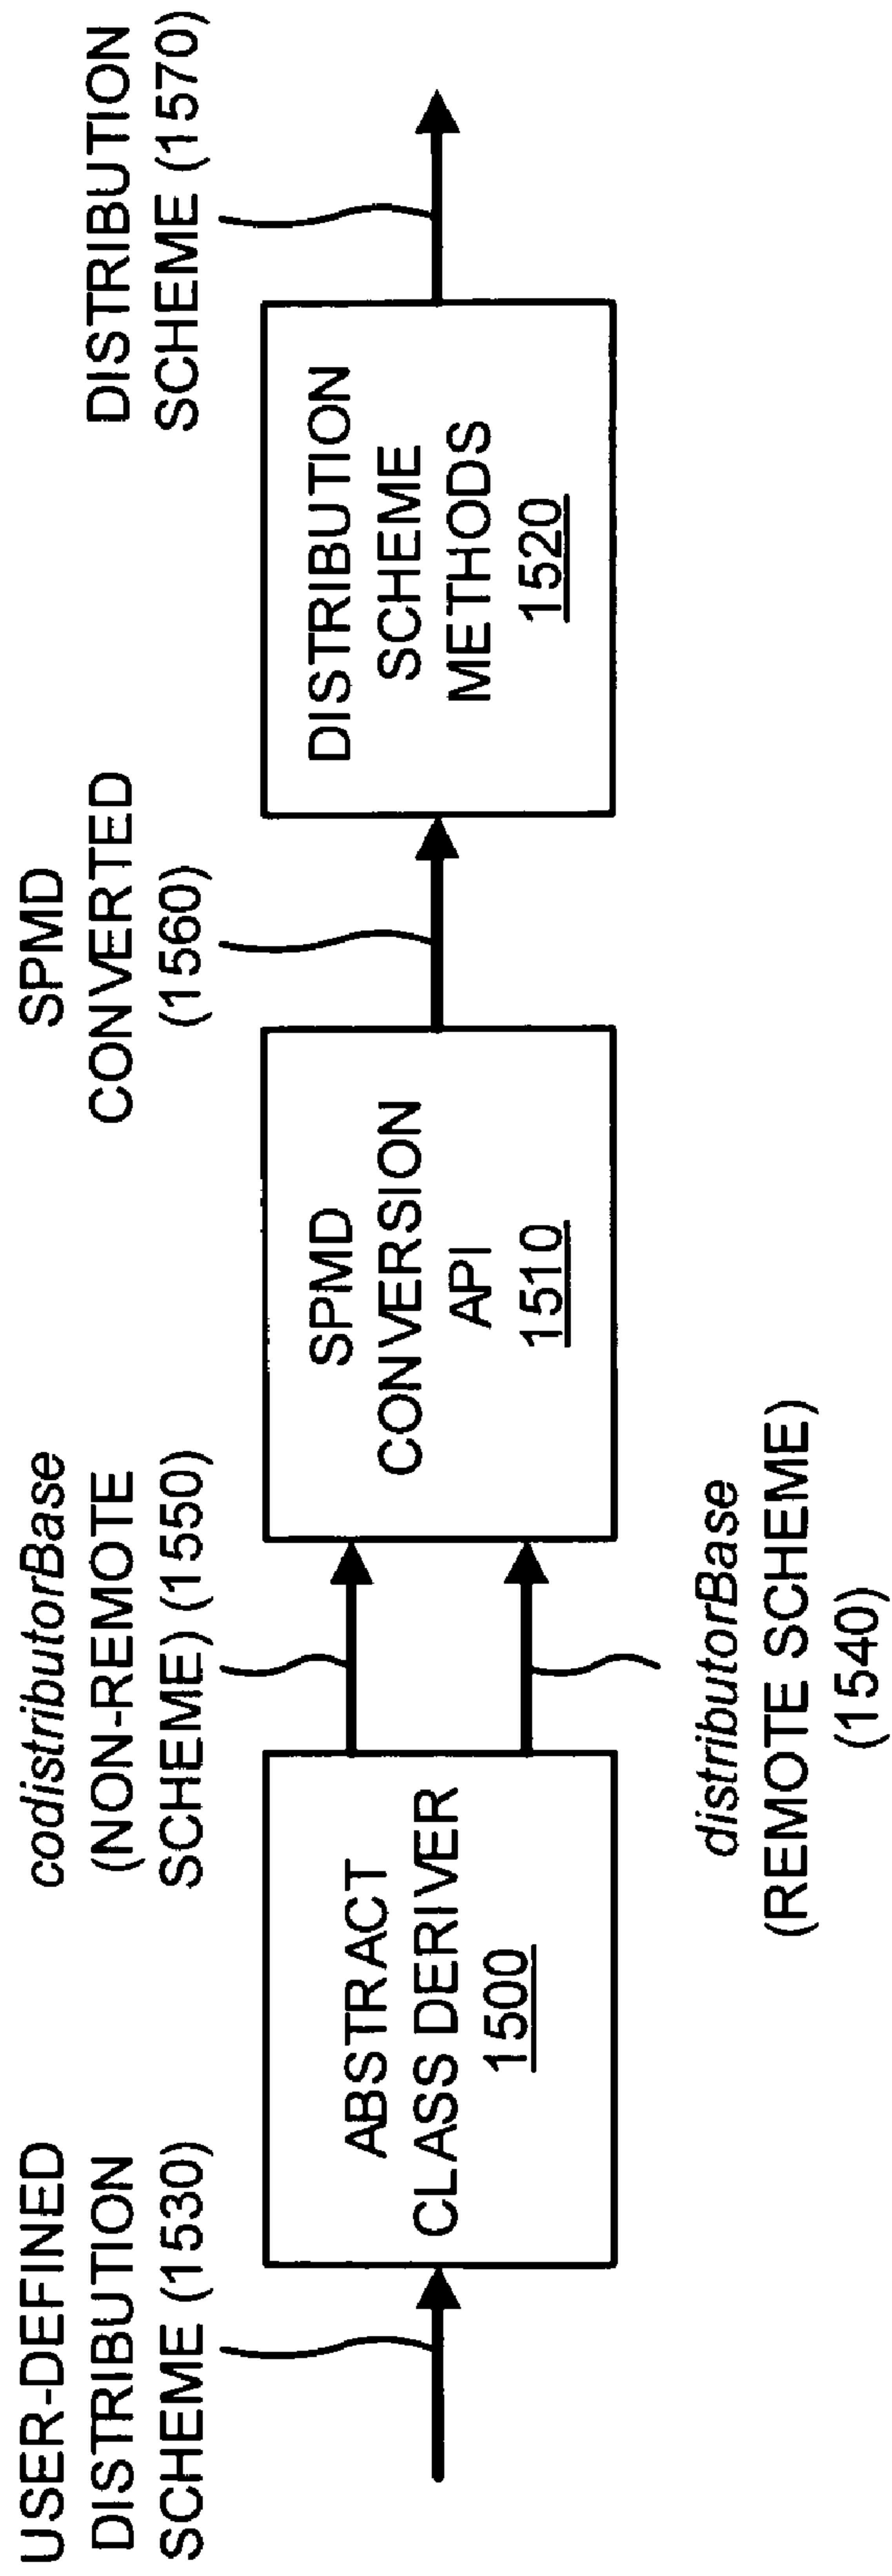 USER-DEFINED
DISTRIBUTION
SCHEME (1530)
ABSTRACT
CLASS DERIVER
1500
codistributorBase
(NON-REMOTE
SCHEME) (1550)
distributorBase
(REMOTE SCHEME)
(1540)
SPMD
CONVERSION
API
1510
SPMD
CONVERTED
(1560)
DISTRIBUTION
SCHEME
METHODS
1520
DISTRIBUTION
SCHEME (1570)